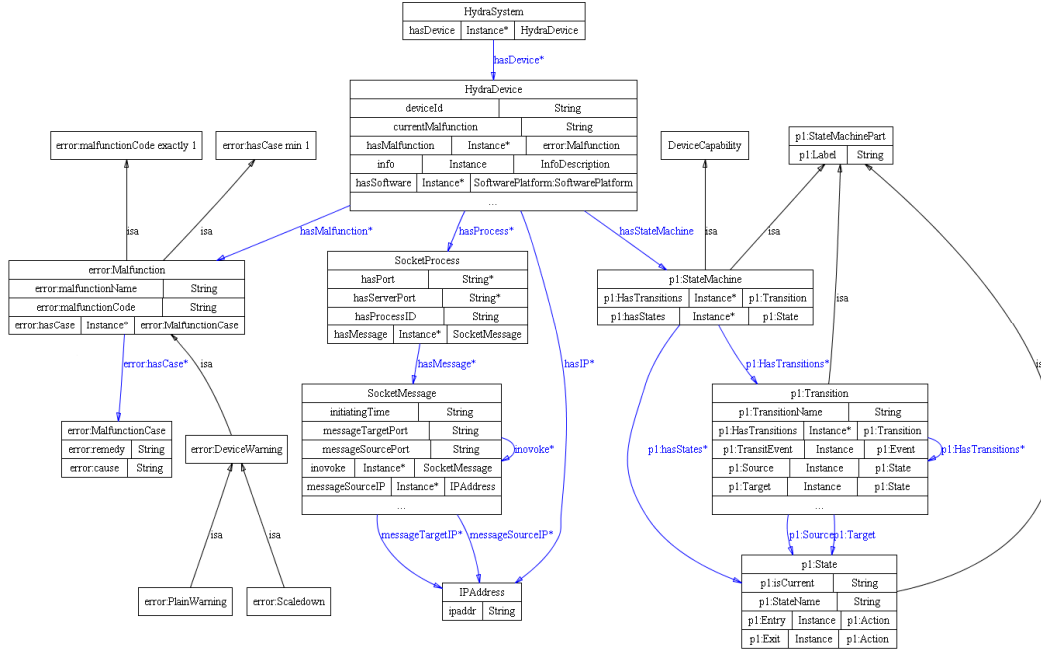 HydraSystem
hasDevice Instance* HydraDevice
hasDevice*
HydraDevice
deviceId String
currentMalfunction String
hasMalfunction Instance* error:Malfunction
info Instance InfoDescription
hasSoftware Instance* SoftwarePlatform:SoftwarePlatform
...
error:malfunctionCode exactly 1
error:hasCase min 1
DeviceCapability
p1:StateMachinePart
p1:Label String
isa
isa
hasMalfunction*
hasProcess*
hasStateMachine
isa
isa
error:Malfunction
error:malfunctionName String
error:malfunctionCode String
error:hasCase Instance* error:MalfunctionCase
SocketProcess
hasPort String*
hasServerPort String*
hasProcessID String
hasMessage Instance* SocketMessage
p1:StateMachine
p1:HasTransitions Instance* p1:Transition
p1:hasStates Instance* p1:State
isa
error:hasCase*
isa
hasMessage*
hasIP*
p1:HasTransitions*
is
error:MalfunctionCase
error:remedy String
error:cause String
error:DeviceWarning
SocketMessage
initiatingTime String
messageTargetPort String
messageSourcePort String
inovoke Instance* SocketMessage
messageSourceIP Instance* IPAddress
...
inovoke*
p1:hasStates*
p1:Transition
p1:TransitionName String
p1:HasTransitions Instance* p1:Transition
p1:TransitEvent Instance p1:Event
p1:Source Instance p1:State
p1:Target Instance p1:State
...
p1:HasTransitions*
isa
isa
messageTargetIP*
messageSourceIP*
p1:Source
p1:Target
error:PlainWarning
error:Scaledown
IPAddress
ipaddr String
p1:State
p1:isCurrent String
p1:StateName String
p1:Entry Instance p1:Action
p1:Exit Instance p1:Action